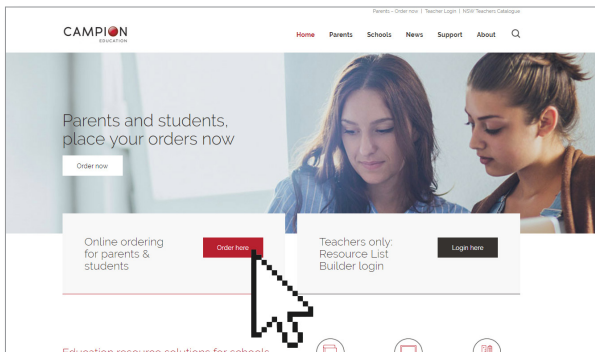 Parents – Order now | Teacher Login | NSW Teachers Catalogue
CAMPION
EDUCATION
Home Parents Schools News Support About
Parents and students,
place your orders now
Order now
Online ordering
for parents &
students
Order here
Teachers only:
Resource List
Builder login
Login here
Education resource solutions for schools